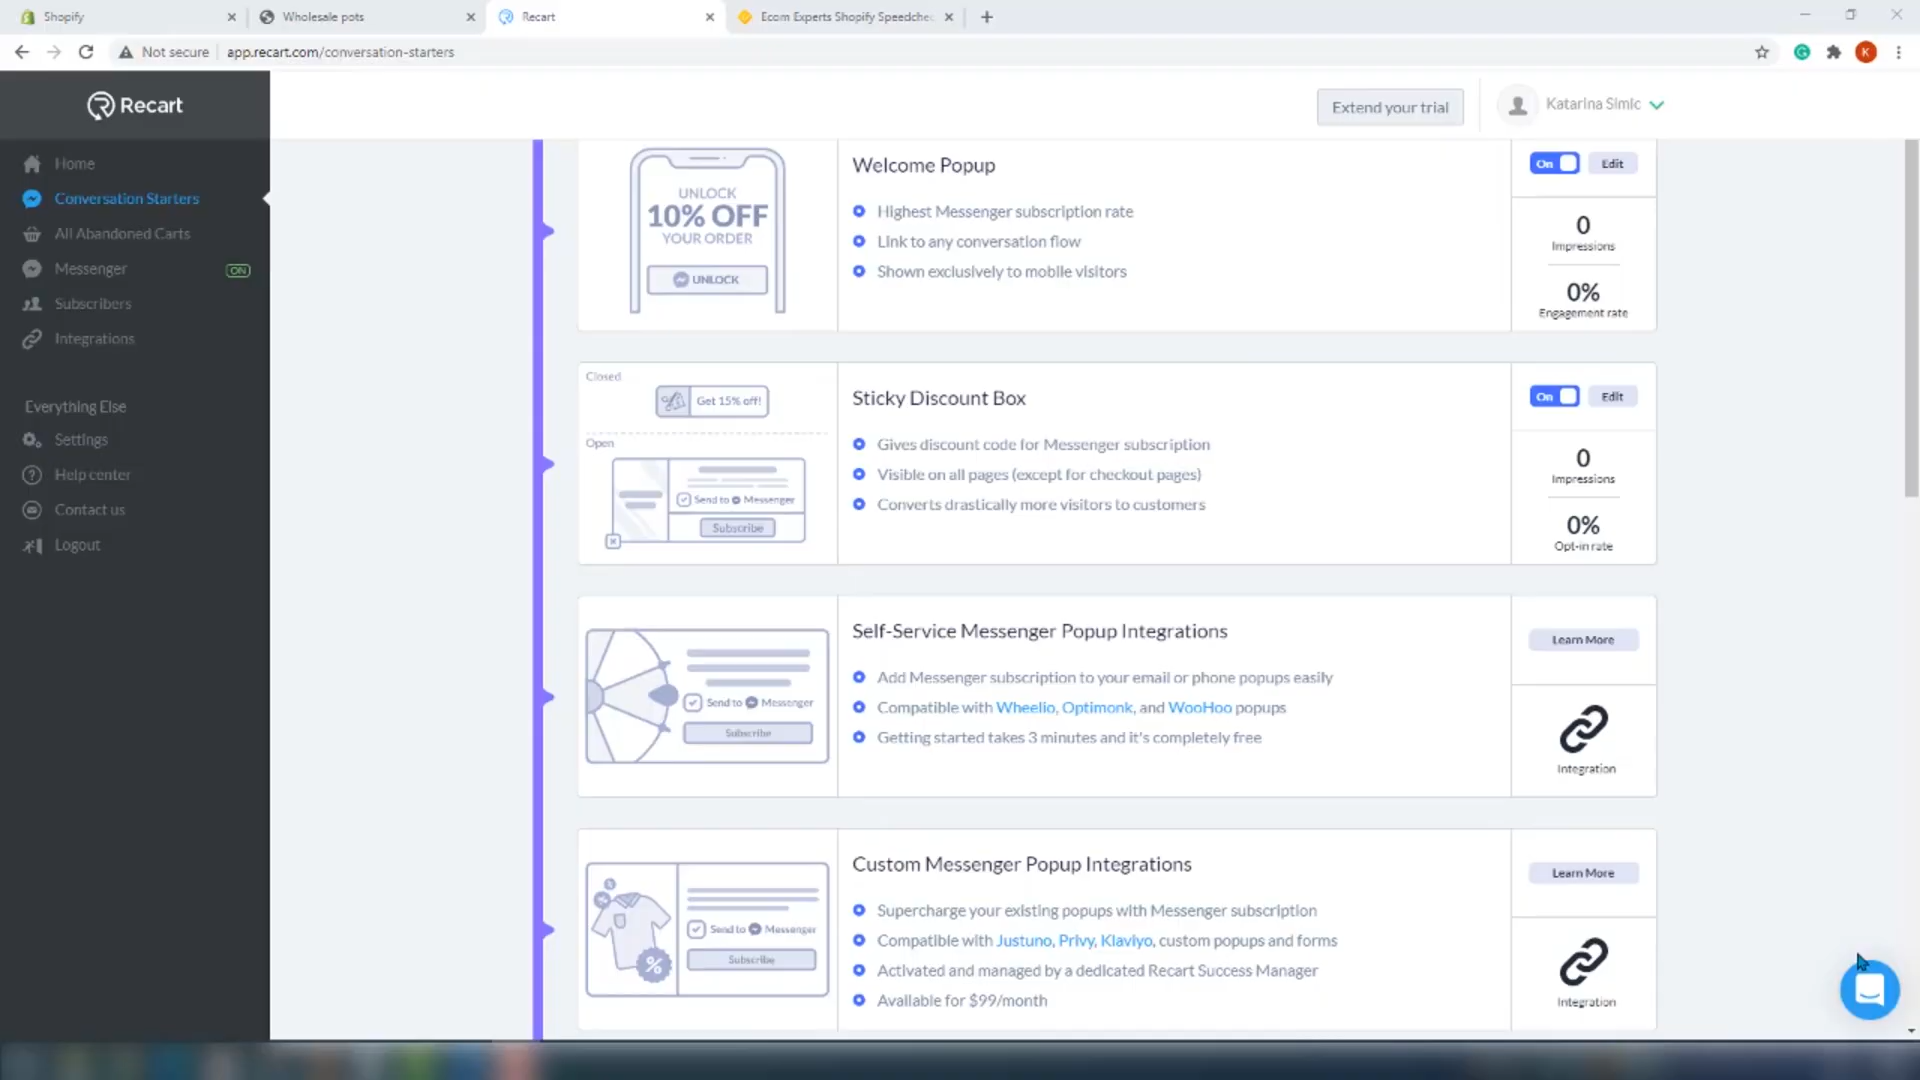 Shopify
Wholesale pots
Recart
Ecom Experts Shopify Speedchec
Not secure
app.recart.com/conversation-starters
K
Recart
Extend your trial
Katarina Simic
Home
Conversation Starters
All Abandoned Carts
Messenger
ON
Subscribers
Integrations
Everything Else
Settings
Help center
Contact us
Logout
UNLOCK
10% OFF
YOUR ORDER
UNLOCK
Welcome Popup
Highest Messenger subscription rate
Link to any conversation flow
Shown exclusively to mobile visitors
On
Edit
0
Impressions
0%
Engagement rate
Closed
Get 15% off!
Open
Send to Messenger
Subscribe
Sticky Discount Box
Gives discount code for Messenger subscription
Visible on all pages (except for checkout pages)
Converts drastically more visitors to customers
On
Edit
0
Impressions
0%
Opt-in rate
Send to Messenger
Subscribe
Self-Service Messenger Popup Integrations
Add Messenger subscription to your email or phone popups easily
Compatible with Wheelio, Optimonk, and WooHoo popups
Getting started takes 3 minutes and it's completely free
Learn More
Integration
%
Send to Messenger
Subscribe
Custom Messenger Popup Integrations
Supercharge your existing popups with Messenger subscription
Compatible with Justuno, Privy, Klaviyo, custom popups and forms
Activated and managed by a dedicated Recart Success Manager
Available for $99/month
Learn More
Integration